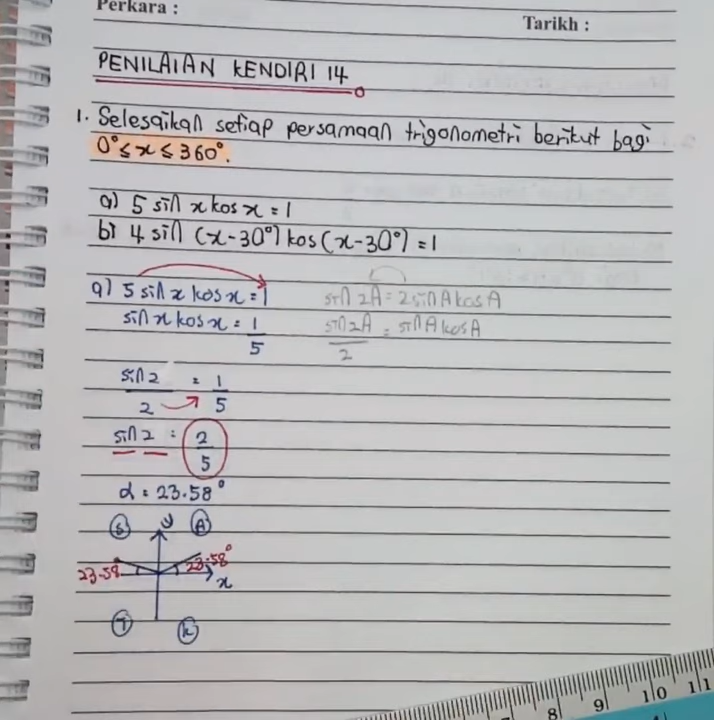 Perkara :
Tarikh :
PENILAIAN KENDIRI 14
1. Selesaikan setiap persamaan trigonometri berikut bagi
0° ≤ x ≤ 360°.
a) 5 sin x kos x = 1
b) 4 sin (x-30°) kos (x-30°) = 1
a) 5 sin x kos x = 1
sin x kos x = 1/5
sin 2A = 2 sin A kos A
sin 2A/2 = sin A kos A
sin 2/2 = 1/5
sin 2 = 2/5
α = 23.58°
S y A
23.58 23.58° x
T K
8 9 10 11